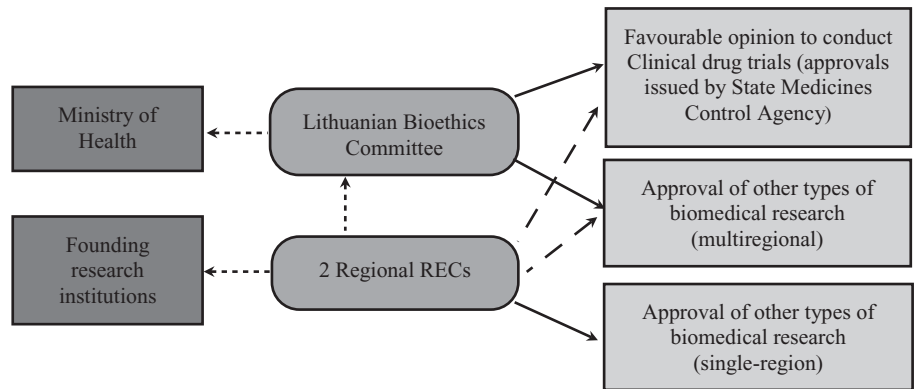 Ministry of
Health
Founding
research
institutions
Lithuanian Bioethics
Committee
2 Regional RECs
Favourable opinion to conduct
Clinical drug trials (approvals
issued by State Medicines
Control Agency)
Approval of other types of
biomedical research
(multiregional)
Approval of other types of
biomedical research
(single-region)